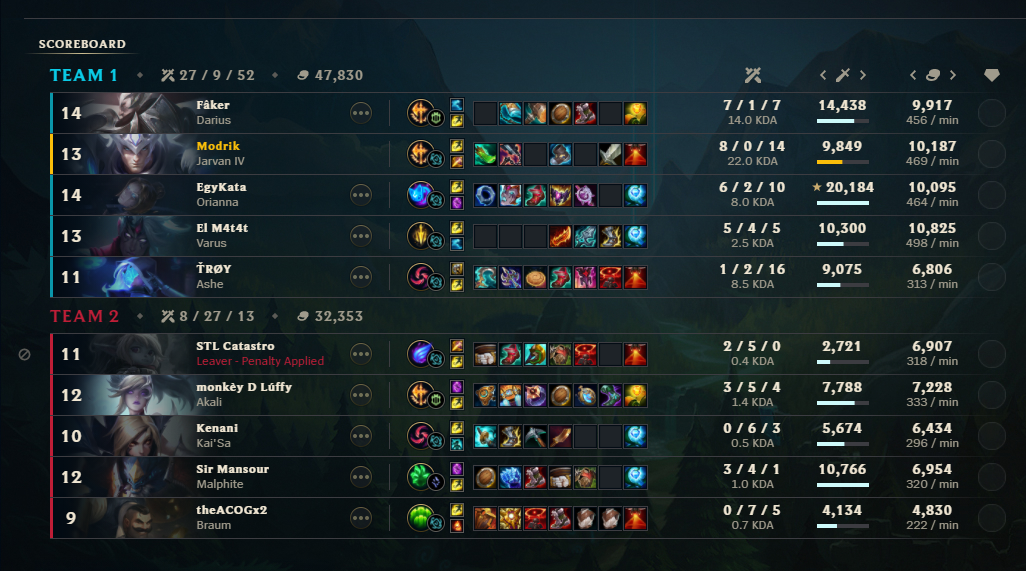 SCOREBOARD
TEAM 1 27 / 9 / 52 47,830
14 Fâker 7 / 1 / 7 14,438 9,917
Darius 14.0 KDA 456 / min
13 Modrik 8 / 0 / 14 9,849 10,187
Jarvan IV 22.0 KDA 469 / min
14 EgyKata 6 / 2 / 10 20,184 10,095
Orianna 8.0 KDA 464 / min
13 El M4t4t 5 / 4 / 5 10,300 10,825
Varus 2.5 KDA 498 / min
11 ŤRØY 1 / 2 / 16 9,075 6,806
Ashe 8.5 KDA 313 / min
TEAM 2 8 / 27 / 13 32,353
11 STL Catastro 2 / 5 / 0 2,721 6,907
Leaver - Penalty Applied 0.4 KDA 318 / min
12 monkèy D Lúffy 3 / 5 / 4 7,788 7,228
Akali 1.4 KDA 333 / min
10 Kenani 0 / 6 / 3 5,674 6,434
Kai'Sa 0.5 KDA 296 / min
12 Sir Mansour 3 / 4 / 1 10,766 6,954
Malphite 1.0 KDA 320 / min
9 theACOGx2 0 / 7 / 5 4,134 4,830
Braum 0.7 KDA 222 / min